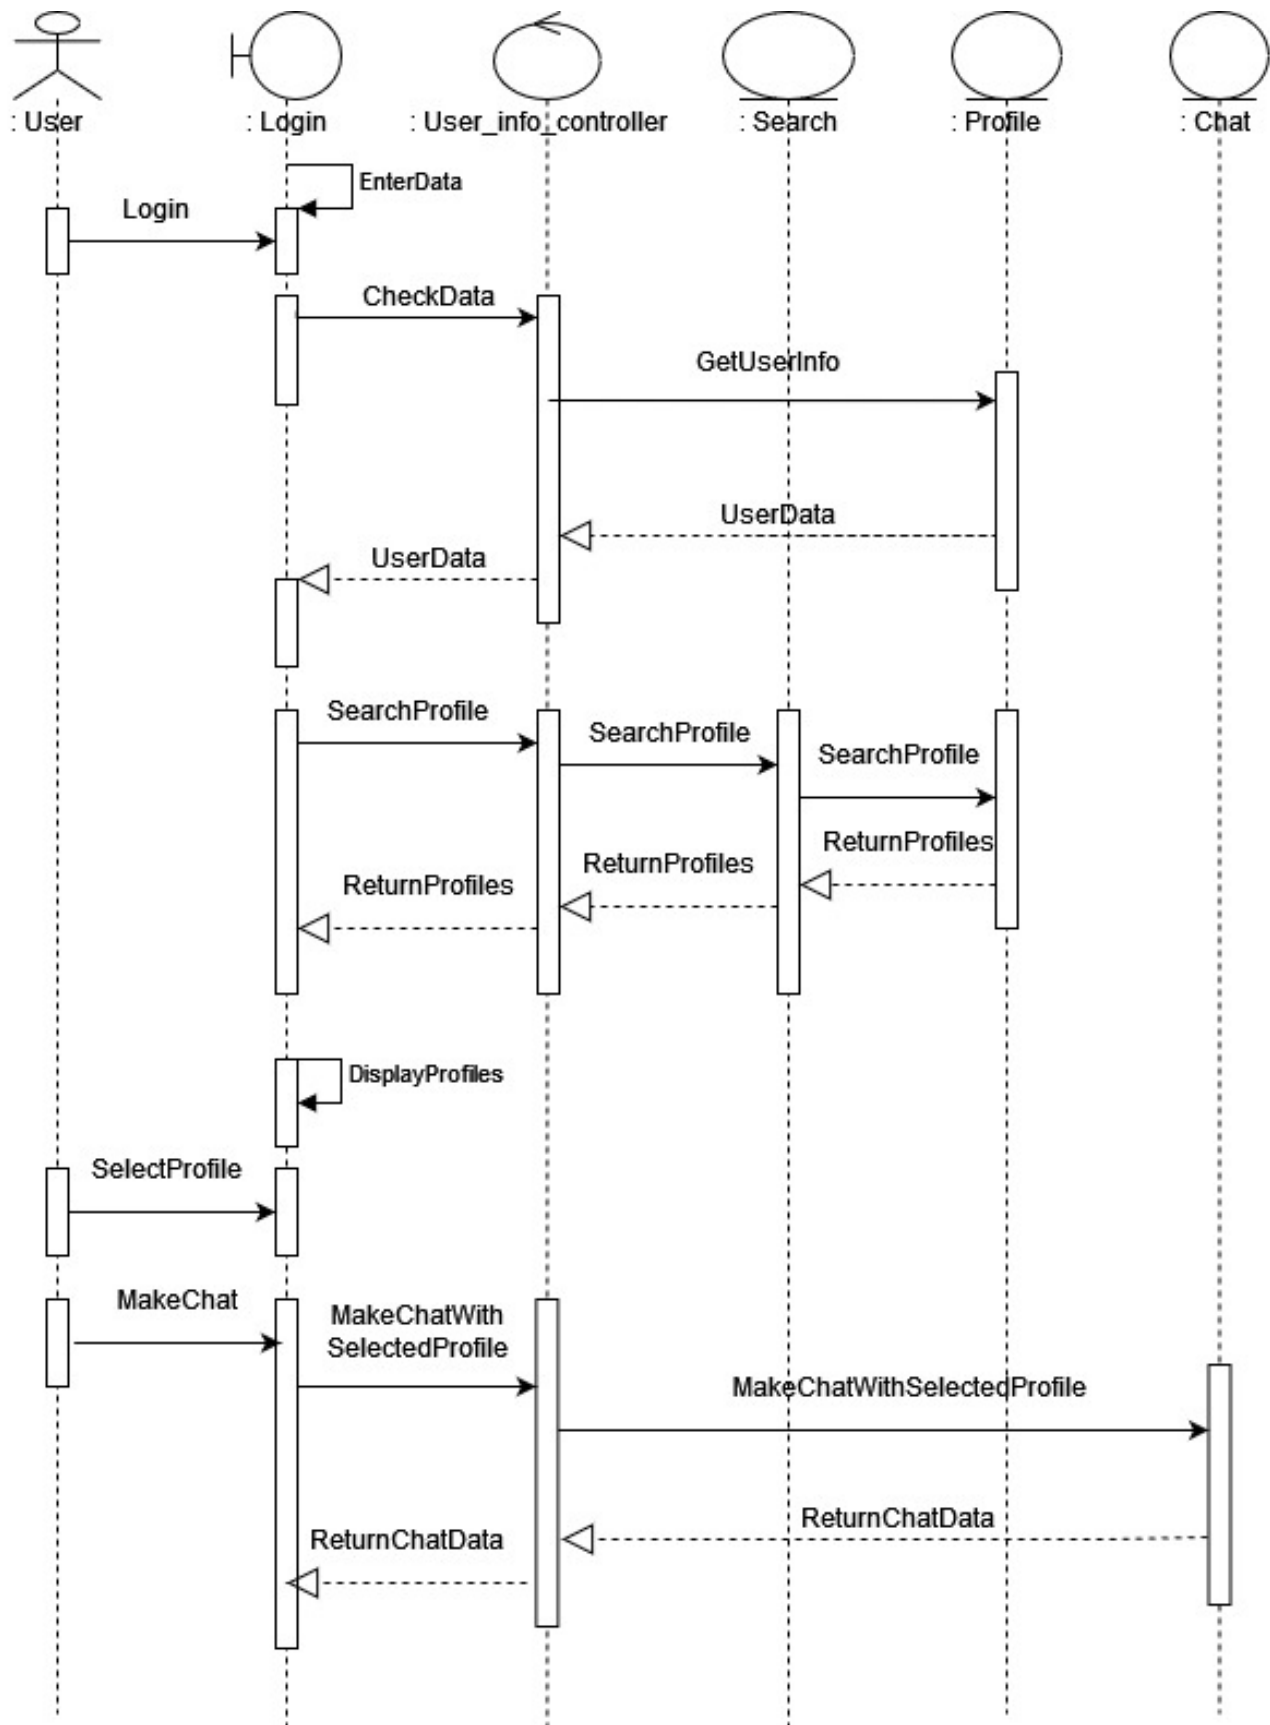 : User
: Login
: User_info_controller
: Search
: Profile
: Chat
EnterData
Login
CheckData
GetUserInfo
UserData
UserData
SearchProfile
SearchProfile
SearchProfile
ReturnProfiles
ReturnProfiles
ReturnProfiles
DisplayProfiles
SelectProfile
MakeChat
MakeChatWith
SelectedProfile
MakeChatWithSelectedProfile
ReturnChatData
ReturnChatData